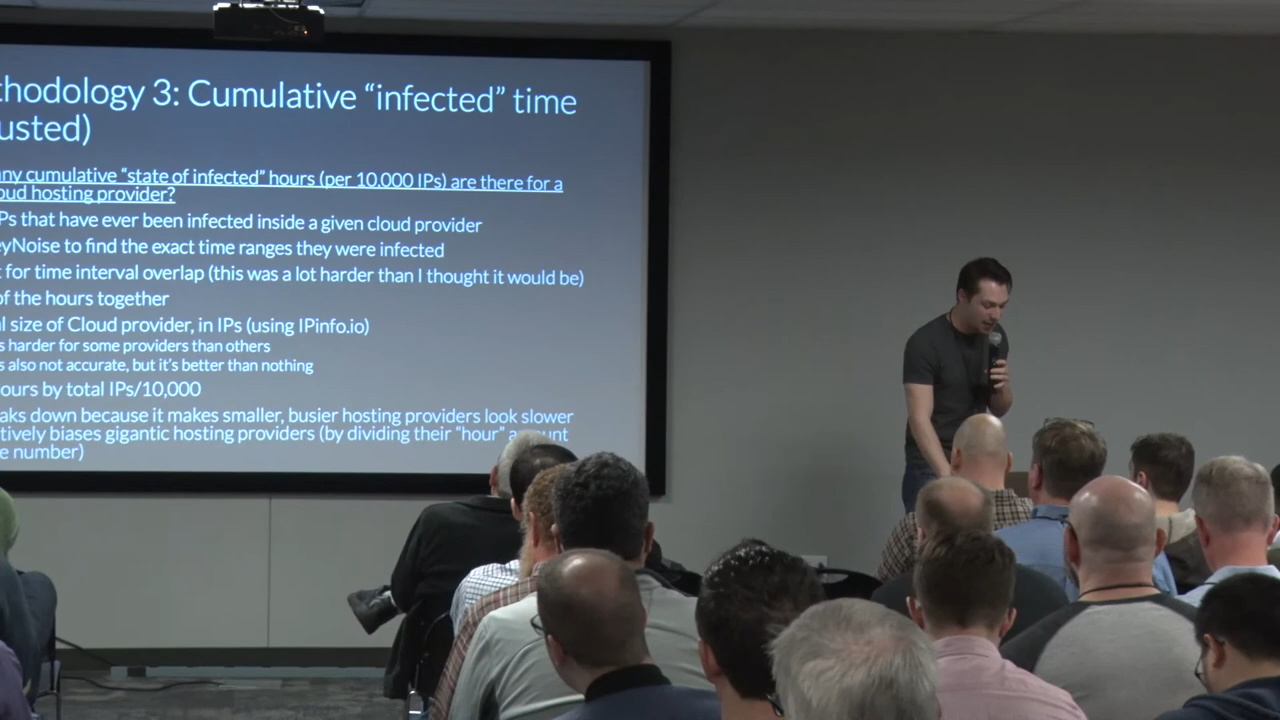 thodology 3: Cumulative “infected” time
usted)
any cumulative “state of infected” hours (per 10,000 IPs) are there for a
oud hosting provider?
Ps that have ever been infected inside a given cloud provider
eyNoise to find the exact time ranges they were infected
for time interval overlap (this was a lot harder than I thought it would be)
of the hours together
l size of Cloud provider, in IPs (using IPinfo.io)
s harder for some providers than others
s also not accurate, but it’s better than nothing
ours by total IPs/10,000
aks down because it makes smaller, busier hosting providers look slower
tively biases gigantic hosting providers (by dividing their “hour”
e number)